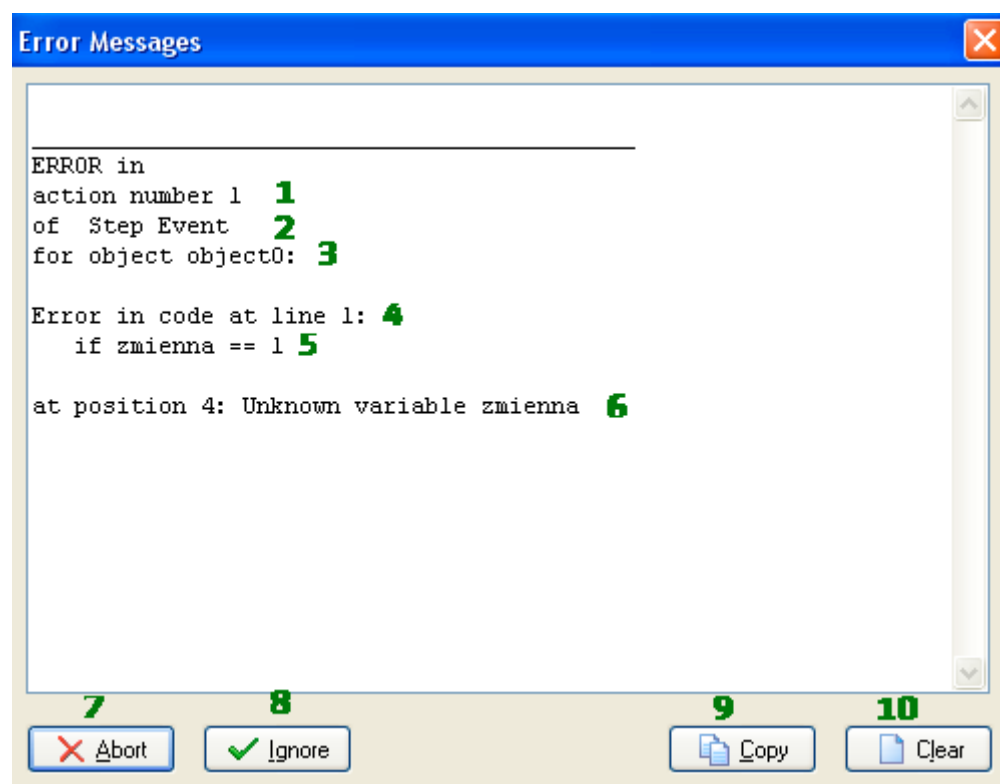 Error Messages
ERROR in
action number 1 1
of Step Event 2
for object object0: 3
Error in code at line 1: 4
if zmienna == 1 5
at position 4: Unknown variable zmienna 6
7 8 9 10
Abort Ignore Copy Clear